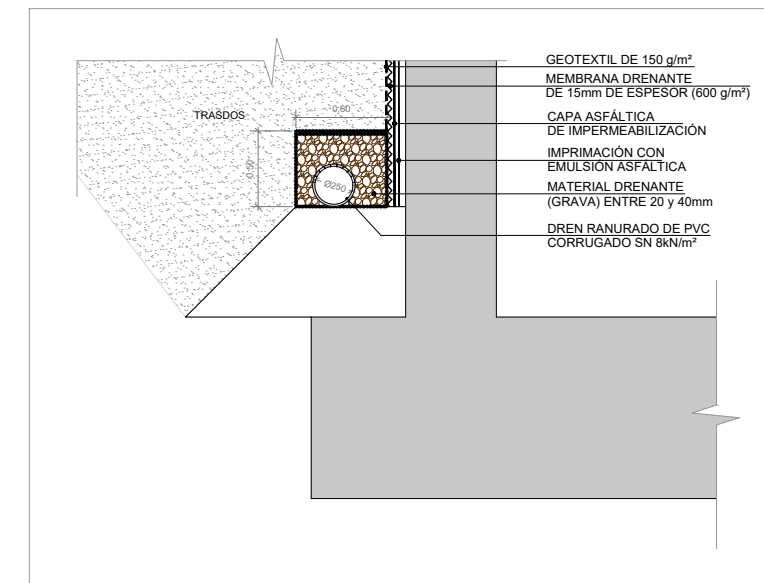 GEOTEXTIL DE 150 g/m²
MEMBRANA DRENANTE
DE 15mm DE ESPESOR (600 g/m²)
CAPA ASFÁLTICA
DE IMPERMEABILIZACIÓN
IMPRIMACIÓN CON
EMULSIÓN ASFÁLTICA
MATERIAL DRENANTE
(GRAVA) ENTRE 20 y 40mm
DREN RANURADO DE PVC
CORRUGADO SN 8kN/m²
TRASDOS
0,60
0,50
Ø250